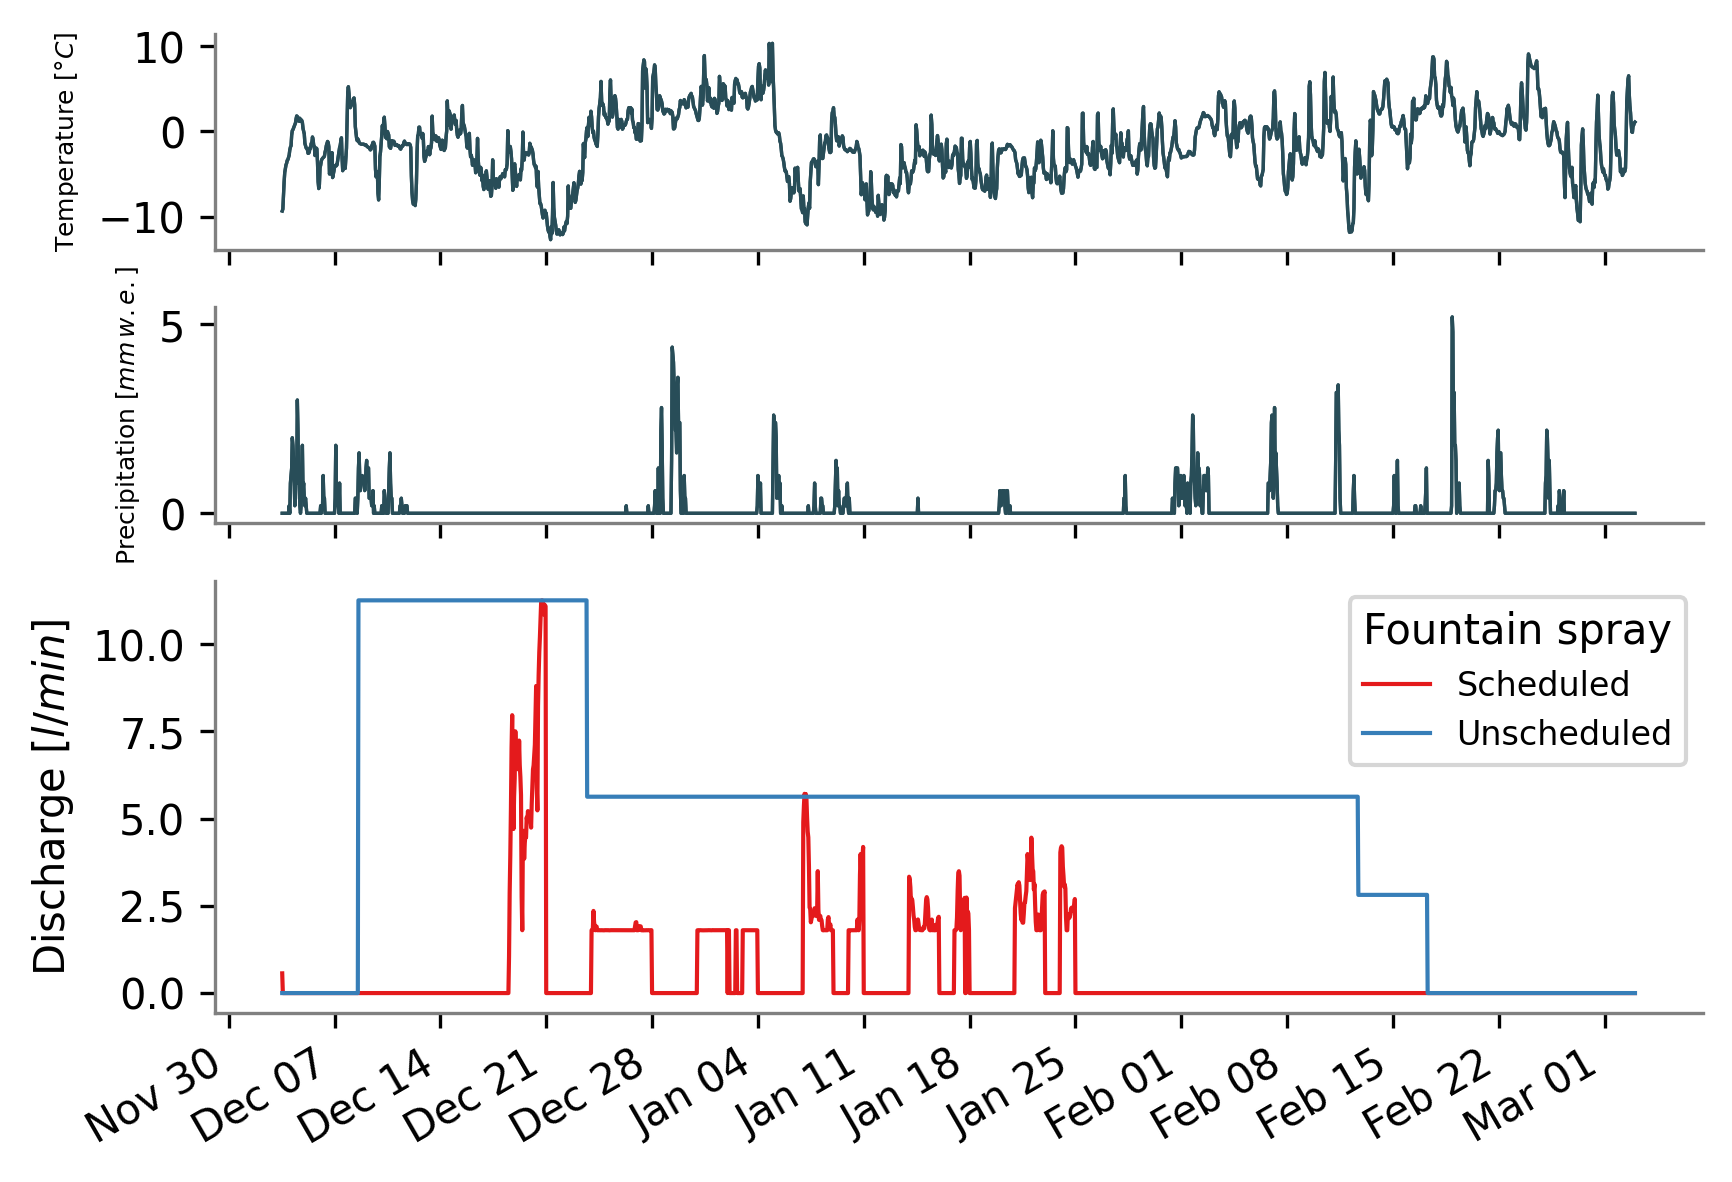 Temperature [°C]
10
0
−10
Precipitation [mm w. e.]
5
0
Discharge [l/min]
10.0
7.5
5.0
2.5
0.0
Fountain spray
Scheduled
Unscheduled
Nov 30
Dec 07
Dec 14
Dec 21
Dec 28
Jan 04
Jan 11
Jan 18
Jan 25
Feb 01
Feb 08
Feb 15
Feb 22
Mar 01